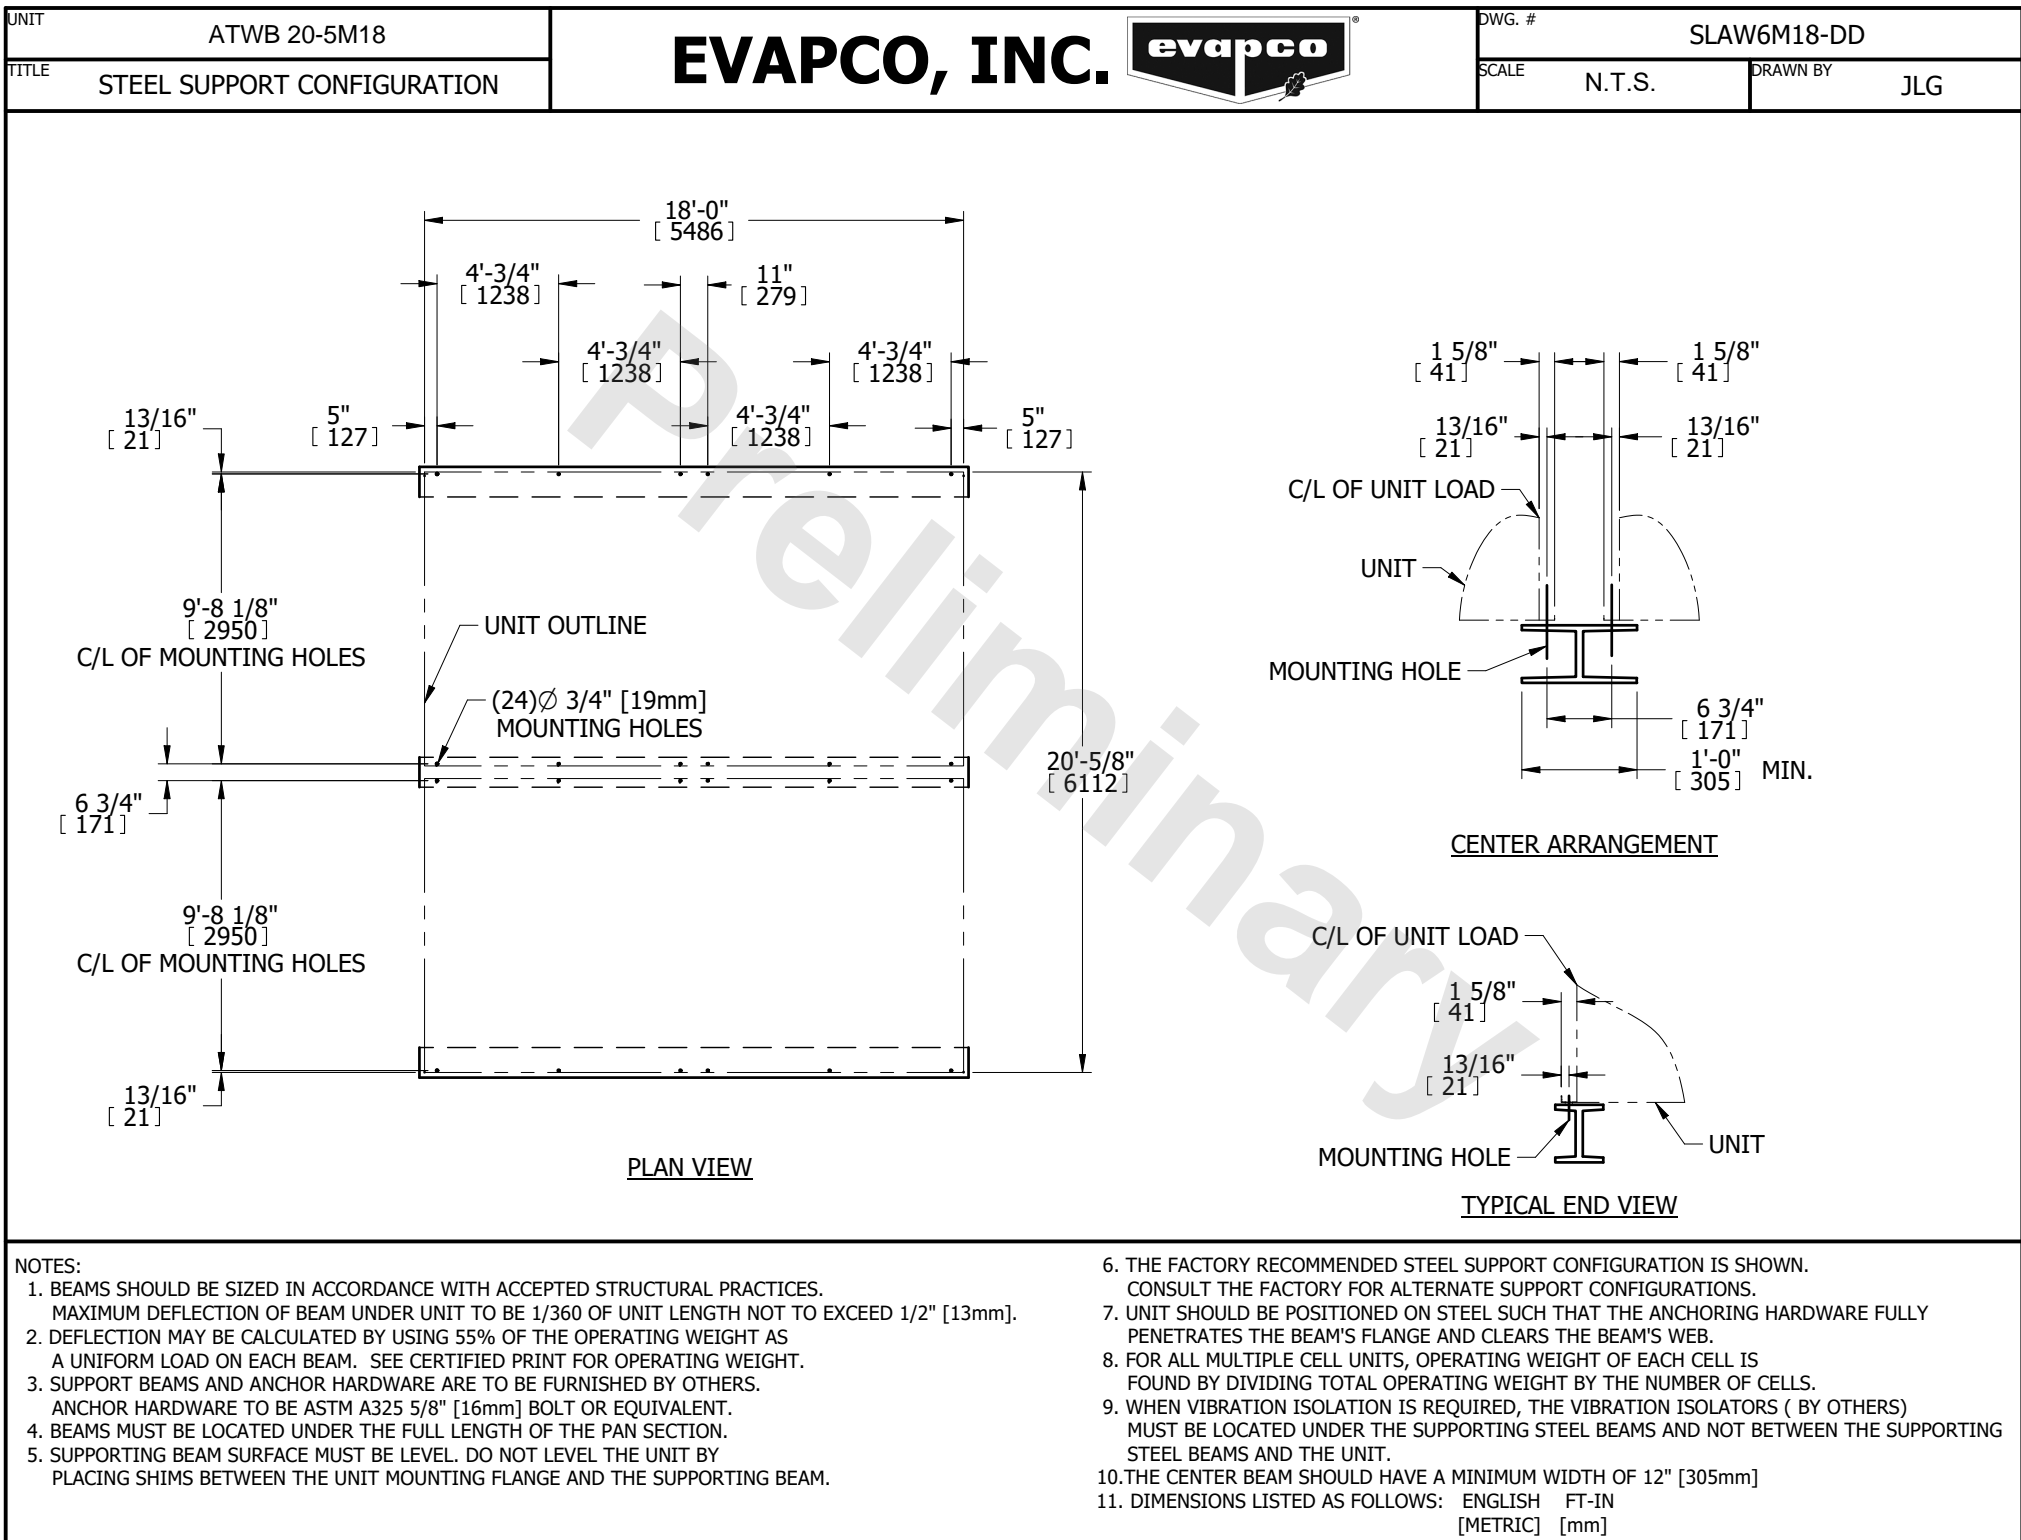 UNIT
ATWB 20-5M18
TITLE
STEEL SUPPORT CONFIGURATION
EVAPCO, INC.
evapco
®
DWG. #
SLAW6M18-DD
SCALE
N.T.S.
DRAWN BY
JLG
18'-0"
[ 5486 ]
4'-3/4"
[ 1238 ]
11"
[ 279 ]
4'-3/4"
[ 1238 ]
4'-3/4"
[ 1238 ]
13/16"
[ 21 ]
5"
[ 127 ]
4'-3/4"
[ 1238 ]
5"
[ 127 ]
9'-8 1/8"
[ 2950 ]
C/L OF MOUNTING HOLES
UNIT OUTLINE
(24)∅ 3/4" [19mm]
MOUNTING HOLES
20'-5/8"
[ 6112 ]
6 3/4"
[ 171 ]
9'-8 1/8"
[ 2950 ]
C/L OF MOUNTING HOLES
13/16"
[ 21 ]
PLAN VIEW
Preliminary
1 5/8"
[ 41 ]
1 5/8"
[ 41 ]
13/16"
[ 21 ]
13/16"
[ 21 ]
C/L OF UNIT LOAD
UNIT
MOUNTING HOLE
6 3/4"
[ 171 ]
1'-0"
[ 305 ] MIN.
CENTER ARRANGEMENT
C/L OF UNIT LOAD
1 5/8"
[ 41 ]
13/16"
[ 21 ]
MOUNTING HOLE
UNIT
TYPICAL END VIEW
NOTES:
1. BEAMS SHOULD BE SIZED IN ACCORDANCE WITH ACCEPTED STRUCTURAL PRACTICES.
MAXIMUM DEFLECTION OF BEAM UNDER UNIT TO BE 1/360 OF UNIT LENGTH NOT TO EXCEED 1/2" [13mm].
2. DEFLECTION MAY BE CALCULATED BY USING 55% OF THE OPERATING WEIGHT AS
A UNIFORM LOAD ON EACH BEAM. SEE CERTIFIED PRINT FOR OPERATING WEIGHT.
3. SUPPORT BEAMS AND ANCHOR HARDWARE ARE TO BE FURNISHED BY OTHERS.
ANCHOR HARDWARE TO BE ASTM A325 5/8" [16mm] BOLT OR EQUIVALENT.
4. BEAMS MUST BE LOCATED UNDER THE FULL LENGTH OF THE PAN SECTION.
5. SUPPORTING BEAM SURFACE MUST BE LEVEL. DO NOT LEVEL THE UNIT BY
PLACING SHIMS BETWEEN THE UNIT MOUNTING FLANGE AND THE SUPPORTING BEAM.
6. THE FACTORY RECOMMENDED STEEL SUPPORT CONFIGURATION IS SHOWN.
CONSULT THE FACTORY FOR ALTERNATE SUPPORT CONFIGURATIONS.
7. UNIT SHOULD BE POSITIONED ON STEEL SUCH THAT THE ANCHORING HARDWARE FULLY
PENETRATES THE BEAM'S FLANGE AND CLEARS THE BEAM'S WEB.
8. FOR ALL MULTIPLE CELL UNITS, OPERATING WEIGHT OF EACH CELL IS
FOUND BY DIVIDING TOTAL OPERATING WEIGHT BY THE NUMBER OF CELLS.
9. WHEN VIBRATION ISOLATION IS REQUIRED, THE VIBRATION ISOLATORS ( BY OTHERS)
MUST BE LOCATED UNDER THE SUPPORTING STEEL BEAMS AND NOT BETWEEN THE SUPPORTING
STEEL BEAMS AND THE UNIT.
10.THE CENTER BEAM SHOULD HAVE A MINIMUM WIDTH OF 12" [305mm]
11. DIMENSIONS LISTED AS FOLLOWS: ENGLISH FT-IN
[METRIC] [mm]